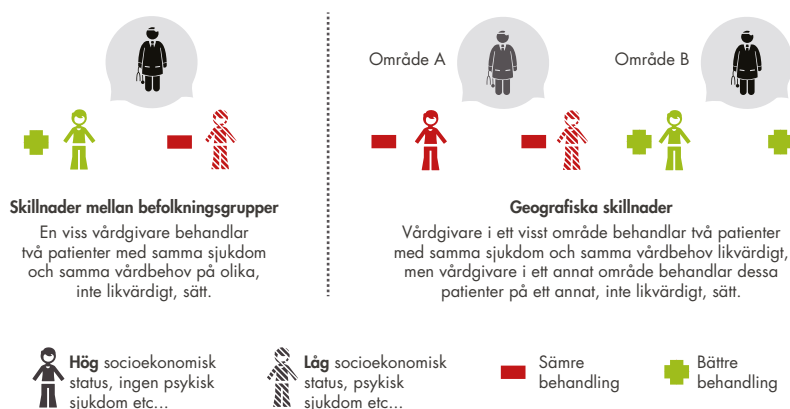 Område A
Område B
Skillnader mellan befolkningsgrupper
En viss vårdgivare behandlar
två patienter med samma sjukdom
och samma vårdbehov på olika,
inte likvärdigt, sätt.
Geografiska skillnader
Vårdgivare i ett visst område behandlar två patienter
med samma sjukdom och samma vårdbehov likvärdigt,
men vårdgivare i ett annat område behandlar dessa
patienter på ett annat, inte likvärdigt, sätt.
Hög socioekonomisk
status, ingen psykisk
sjukdom etc...
Låg socioekonomisk
status, psykisk
sjukdom etc...
Sämre
behandling
Bättre
behandling